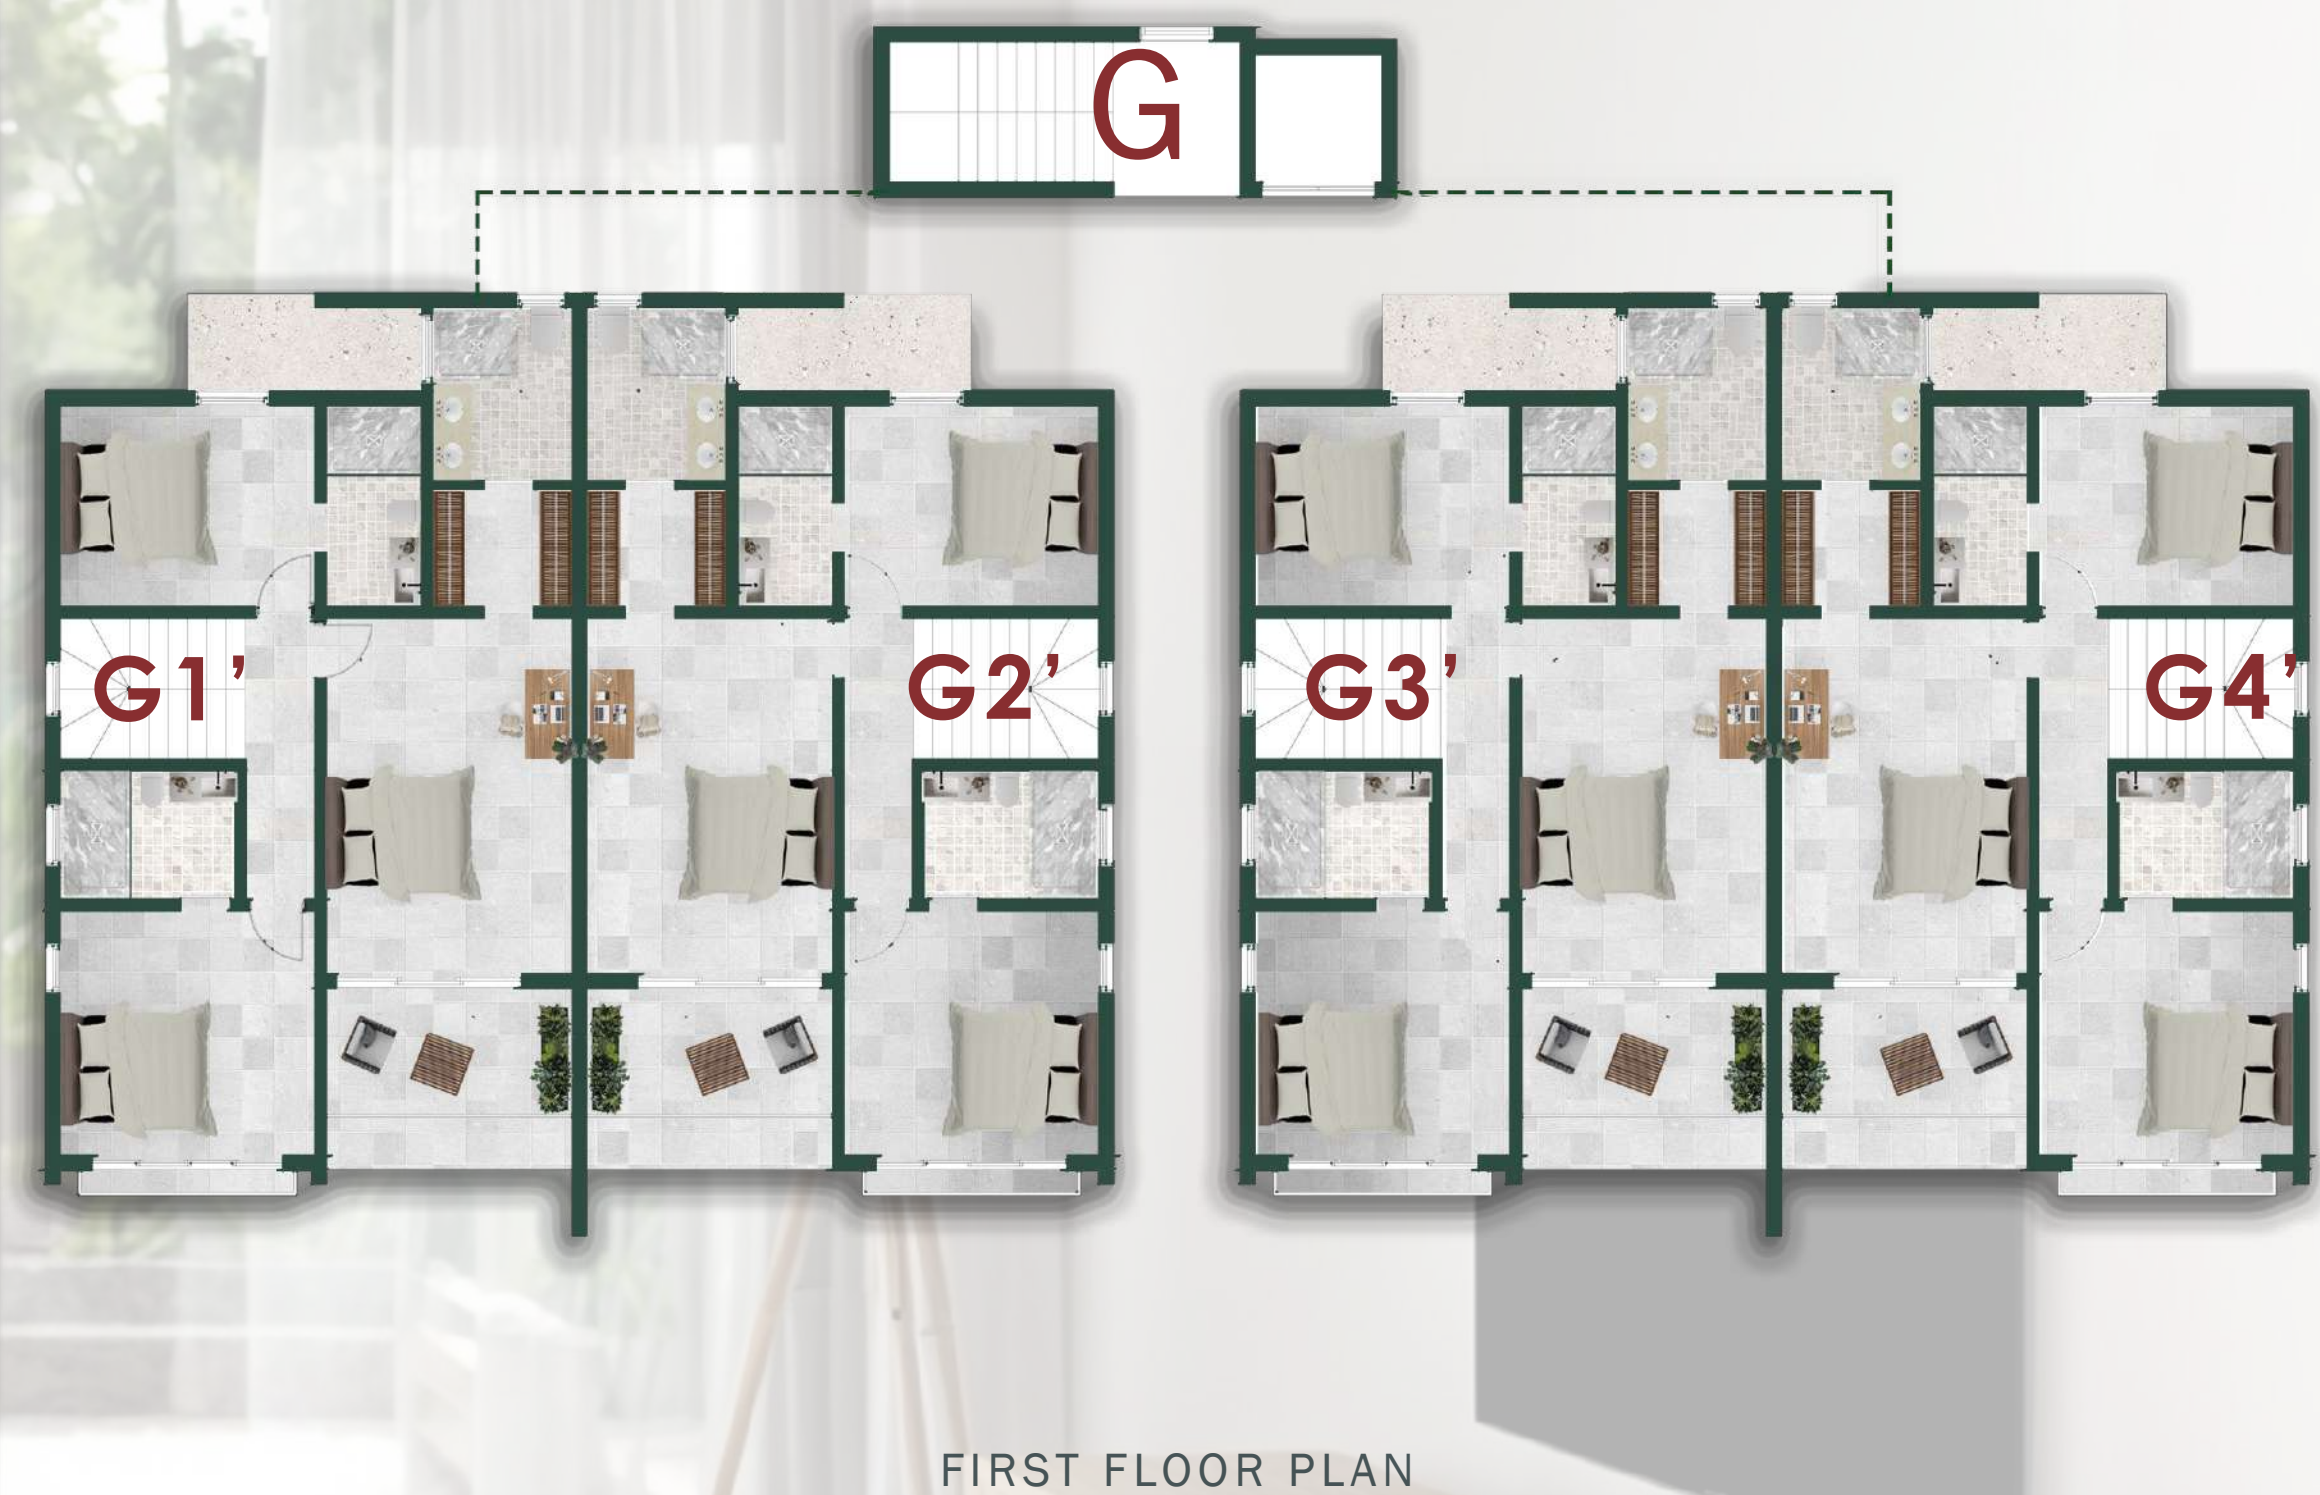 G
G1’
G2’
G3’
G4’
FIRST FLOOR PLAN